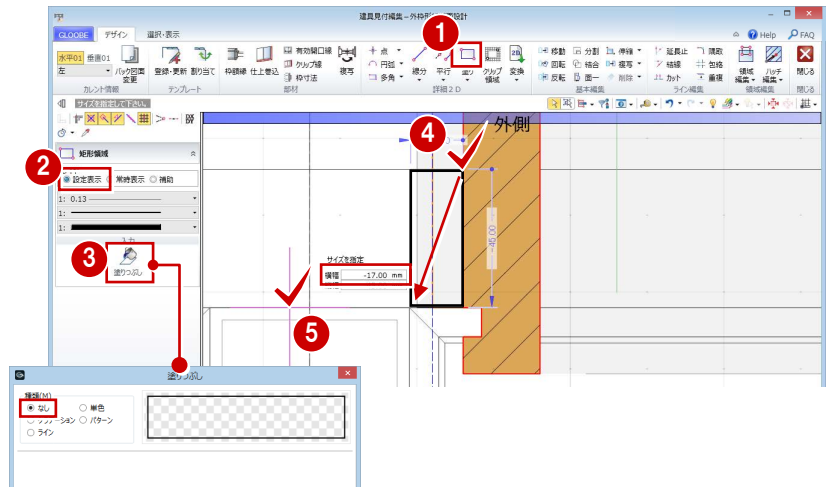 建具見付編集-外枠形
設計
GLOOBE デザイン 選択・表示
Help FAQ
水平01 垂直01
左
バック図面
変更
カレント情報
登録・更新 割り当て
テンプレート
枠額縁 仕上巻込
有効開口線
クリップ線
枠寸法
部材
複写
点
円弧
多角
線分 平行 塗り クリップ
領域
変換
詳細2D
移動 分割 伸縮
回転 結合 複写
反転 面一 削除
基本編集
延長止 隅取
結線 包絡
カット 重複
ライン編集
領域
編集
ハッチ
編集
領域編集
閉じる
閉じる
サイズを指定して下さい。
矩形領域
設定表示 常時表示 補助
1: 0.13
1:
1:
入力
塗りつぶし
1
2
3
4
5
外側
-45.00
サイズを指定
横幅 -17.00 mm
塗りつぶし
種類(M)
なし 単色
パターン
ライン